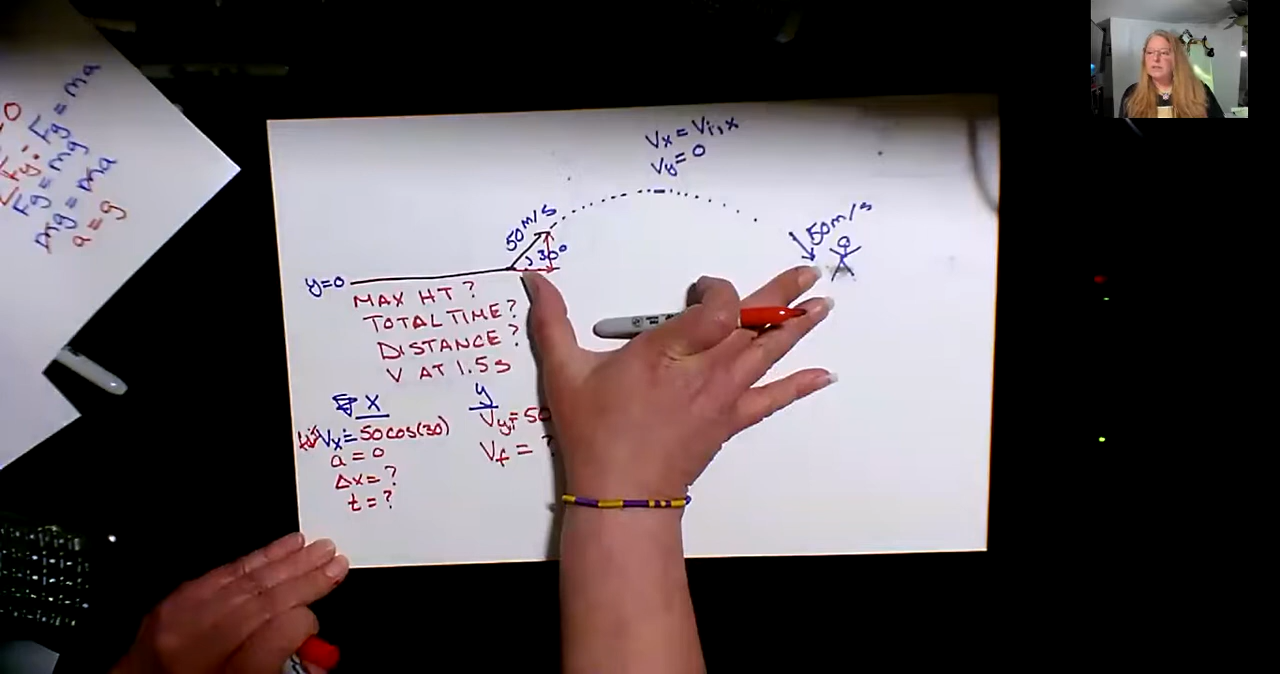 Fg = ma
Fg = mg
mg = ma
a = g
Vx = Vi,x
Vy = 0
50 m/s
30°
50 m/s
y=0
MAX HT?
TOTAL TIME?
DISTANCE?
V AT 1.5 s
X
Vx = 50cos(30)
a = 0
Δx = ?
t = ?
y
Vf = ?